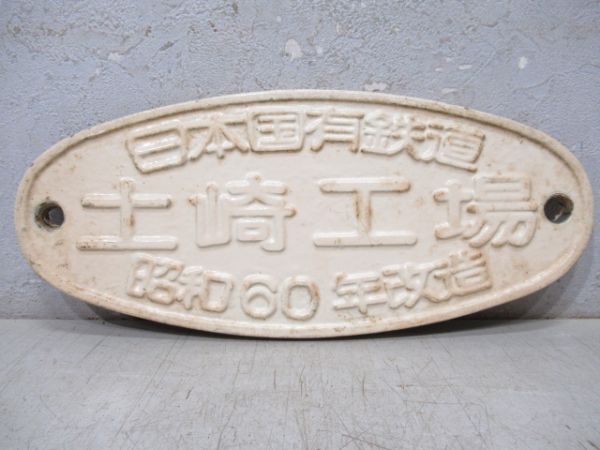 日本国有鉄道
土崎工場
昭和60年改造